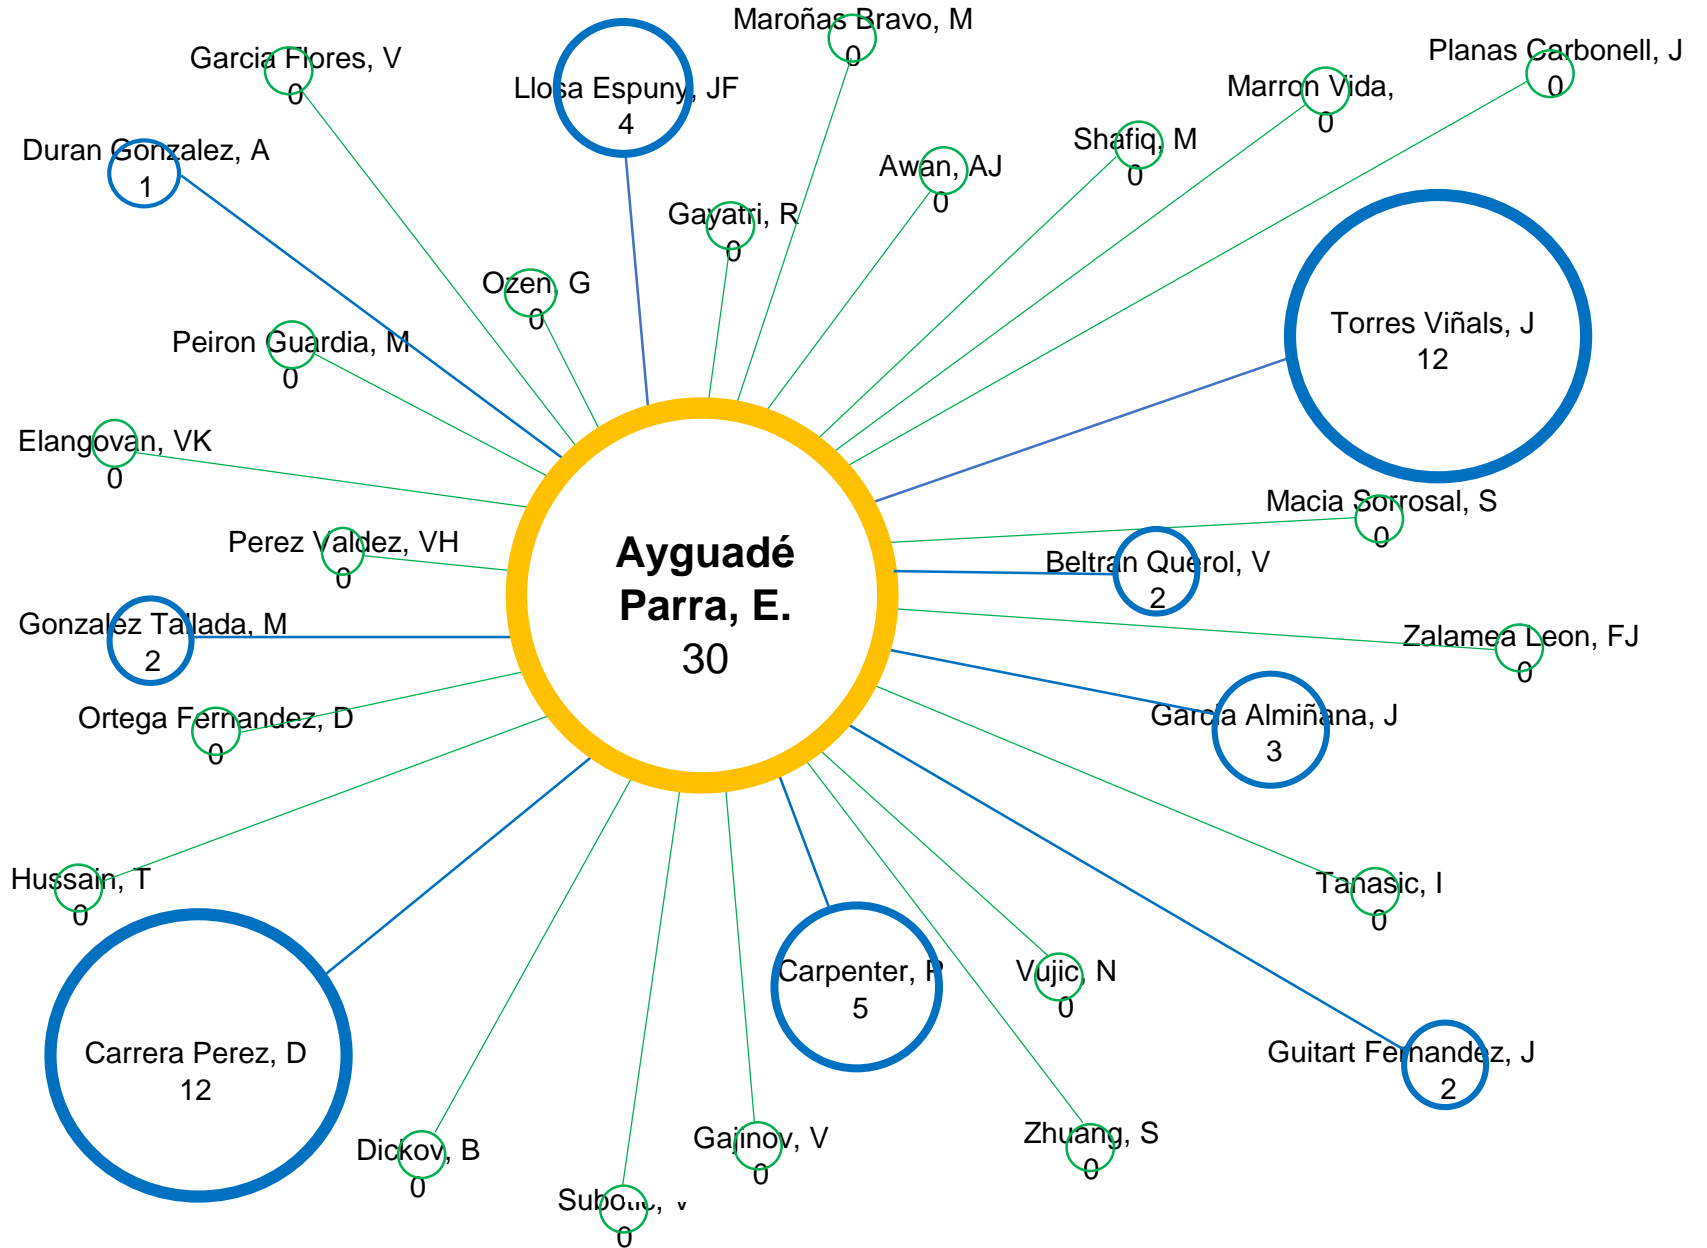 Maroñas Bravo, M
0
Garcia Flores, V
0
Llosa Espuny, JF
4
Planas Carbonell, J
0
Marron Vida,
0
Duran Gonzalez, A
1
Shafiq, M
0
Awan, AJ
0
Gayatri, R
0
Ozen, G
0
Torres Viñals, J
12
Peiron Guardia, M
0
Elangovan, VK
0
Macia Sorrosal, S
0
Perez Valdez, VH
0
Ayguadé
Parra, E.
30
Beltran Querol, V
2
Gonzalez Tallada, M
2
Zalamea Leon, FJ
0
Ortega Fernandez, D
0
Garcia Almiñana, J
3
Hussain, T
0
Tanasic, I
0
Carpenter, P
5
Vujic, N
0
Carrera Perez, D
12
Guitart Fernandez, J
2
Dickov, B
0
Gajinov, V
0
Zhuang, S
0
Subotic, V
0